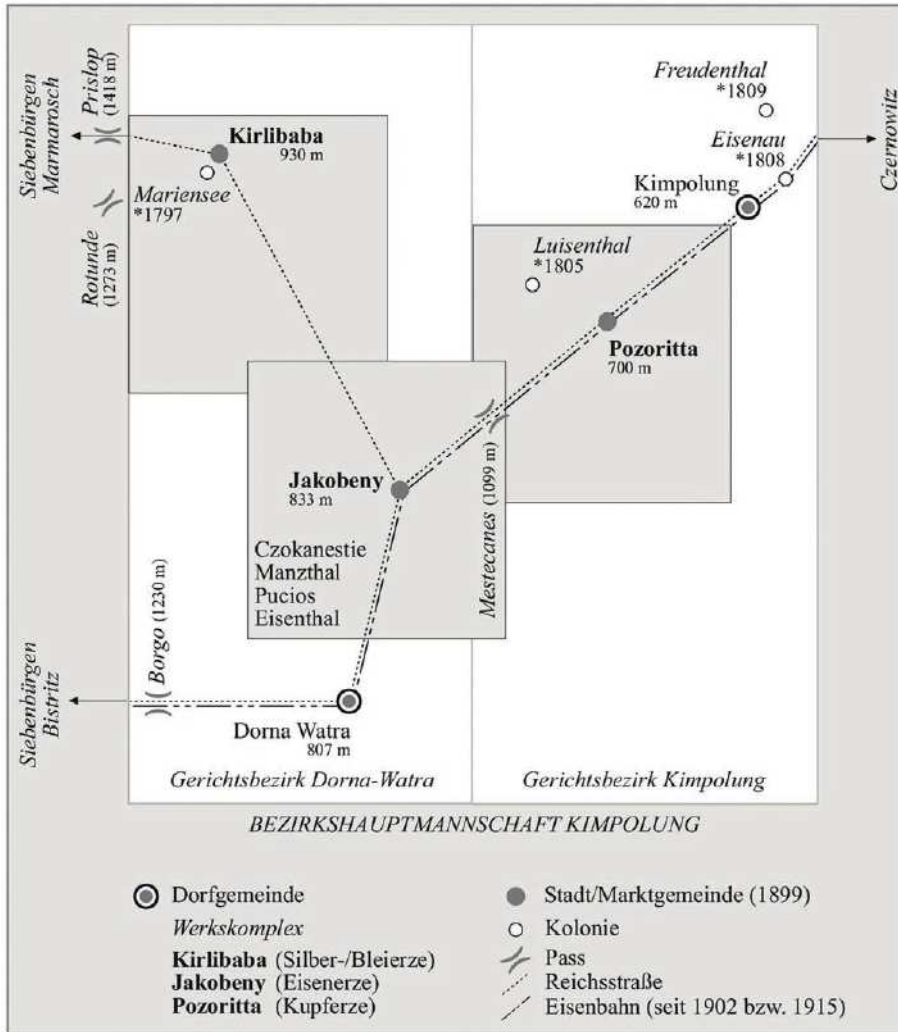 Siebenbürgen
Marmarosch
Prislop
(1418 m)
Kirlibaba
930 m
Mariensee
*1797
Rotunde
(1273 m)
Freudenthal
*1809
Eisenau
*1808
Kimpolung
620 m
Czernowitz
Luisenthal
*1805
Pozoritta
700 m
Jakobeny
833 m
Mestecanes (1099 m)
Czokanestie
Manzthal
Pucios
Eisenthal
Siebenbürgen
Bistritz
Borgo (1230 m)
Dorna Watra
807 m
Gerichtsbezirk Dorna-Watra
Gerichtsbezirk Kimpolung
BEZIRKSHAUPTMANNSCHAFT KIMPOLUNG
Dorfgemeinde
Werkskomplex
Kirlibaba (Silber-/Bleierze)
Jakobeny (Eisenerze)
Pozoritta (Kupferze)
Stadt/Marktgemeinde (1899)
Kolonie
Pass
Reichsstraße
Eisenbahn (seit 1902 bzw. 1915)